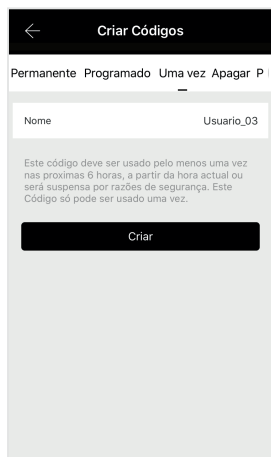 Criar Códigos
Permanente Programado Uma vez Apagar P
Nome Usuario_03
Este código deve ser usado pelo menos uma vez
nas proximas 6 horas, a partir da hora actual ou
será suspensa por razões de segurança. Este
Código só pode ser usado uma vez.
Criar